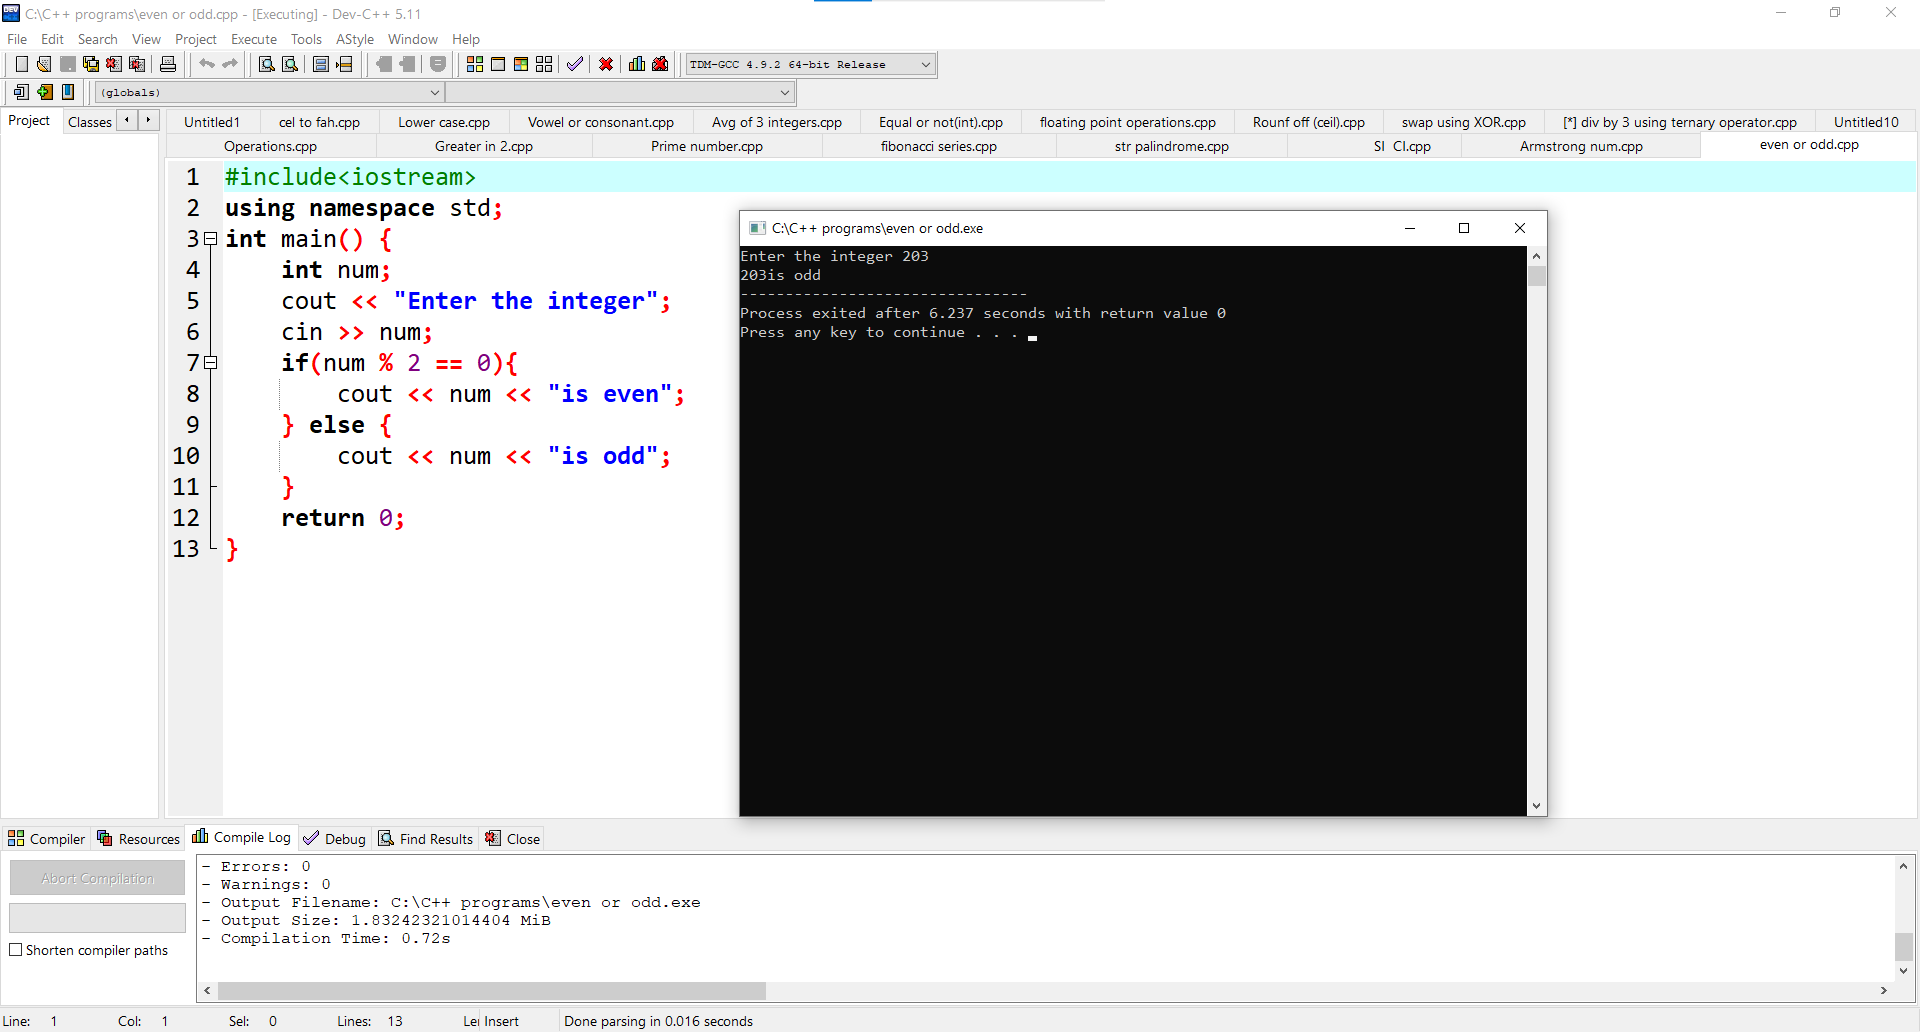 C:\C++ programs\even or odd.cpp - [Executing] - Dev-C++ 5.11
File Edit Search View Project Execute Tools AStyle Window Help
TDM-GCC 4.9.2 64-bit Release
(globals)
Project Classes
Untitled1 cel to fah.cpp Lower case.cpp Vowel or consonant.cpp Avg of 3 integers.cpp Equal or not(int).cpp floating point operations.cpp Rounf off (ceil).cpp swap using XOR.cpp [*] div by 3 using ternary operator.cpp Untitled10
Operations.cpp Greater in 2.cpp Prime number.cpp fibonacci series.cpp str palindrome.cpp SI CI.cpp Armstrong num.cpp even or odd.cpp
1 #include<iostream>
2 using namespace std;
3 int main() {
4 int num;
5 cout << "Enter the integer";
6 cin >> num;
7 if(num % 2 == 0){
8 cout << num << "is even";
9 } else {
10 cout << num << "is odd";
11 }
12 return 0;
13 }
C:\C++ programs\even or odd.exe
Enter the integer 203
203is odd
--------------------------------
Process exited after 6.237 seconds with return value 0
Press any key to continue . . .
Compiler Resources Compile Log Debug Find Results Close
Abort Compilation
Shorten compiler paths
- Errors: 0
- Warnings: 0
- Output Filename: C:\C++ programs\even or odd.exe
- Output Size: 1.83242321014404 MiB
- Compilation Time: 0.72s
Line: 1 Col: 1 Sel: 0 Lines: 13 Le Insert Done parsing in 0.016 seconds